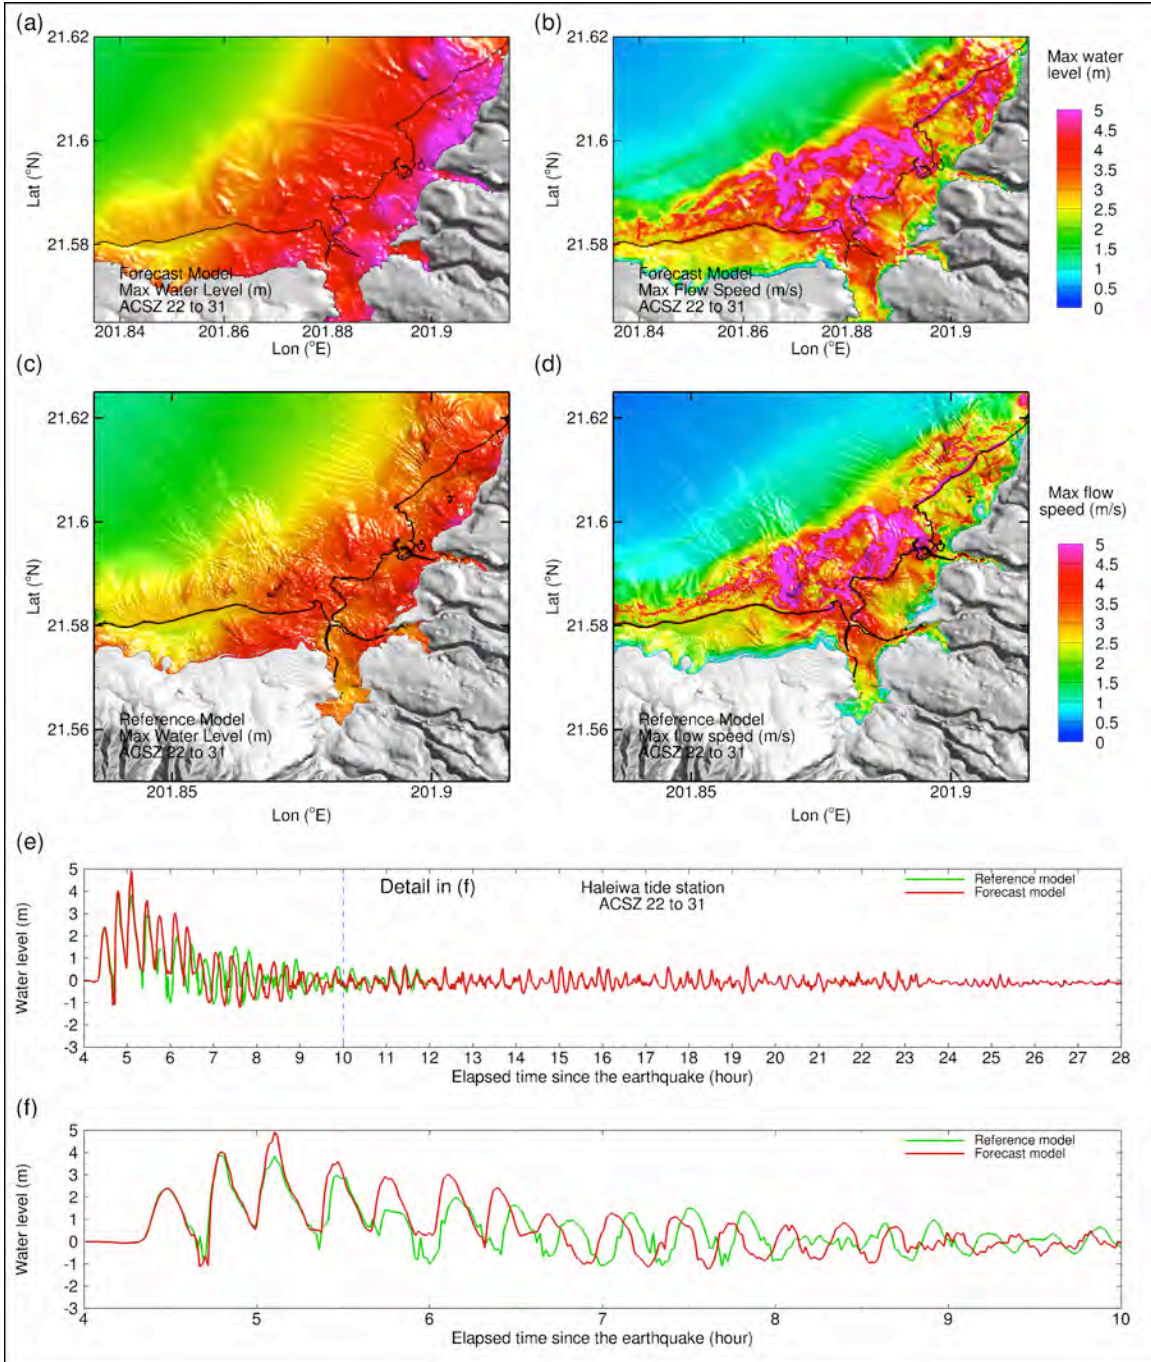 (a)
(b)
21.62
21.6
21.58
Lat (°N)
Forecast Model
Max Water Level (m)
ACSZ 22 to 31
201.84
201.86
201.88
201.9
Lon (°E)
21.62
21.6
21.58
Lat (°N)
Forecast Model
Max Flow Speed (m/s)
ACSZ 22 to 31
201.84
201.86
201.88
201.9
Lon (°E)
Max water
level (m)
5
4.5
4
3.5
3
2.5
2
1.5
1
0.5
0
(c)
(d)
21.62
21.6
21.58
21.56
Lat (°N)
Reference Model
Max Water Level (m)
ACSZ 22 to 31
201.85
201.9
Lon (°E)
21.62
21.6
21.58
21.56
Lat (°N)
Reference Model
Max flow speed (m/s)
ACSZ 22 to 31
201.85
201.9
Lon (°E)
Max flow
speed (m/s)
5
4.5
4
3.5
3
2.5
2
1.5
1
0.5
0
(e)
5
4
3
2
1
0
-1
-2
-3
Water level (m)
Detail in (f)
Haleiwa tide station
ACSZ 22 to 31
Reference model
Forecast model
4 5 6 7 8 9 10 11 12 13 14 15 16 17 18 19 20 21 22 23 24 25 26 27 28
Elapsed time since the earthquake (hour)
(f)
5
4
3
2
1
0
-1
-2
-3
Water level (m)
Reference model
Forecast model
4 5 6 7 8 9 10
Elapsed time since the earthquake (hour)